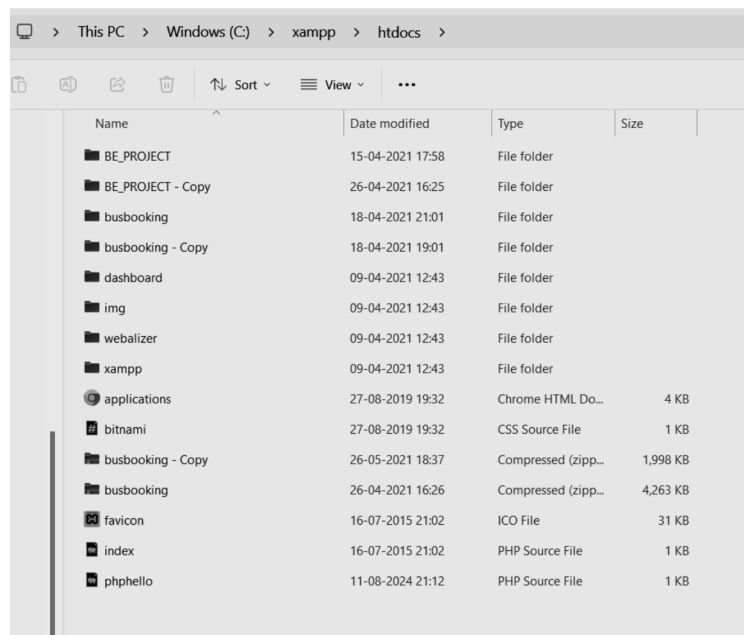 This PC > Windows (C:) > xampp > htdocs >
Sort View •••
Name Date modified Type Size
BE_PROJECT 15-04-2021 17:58 File folder
BE_PROJECT - Copy 26-04-2021 16:25 File folder
busbooking 18-04-2021 21:01 File folder
busbooking - Copy 18-04-2021 19:01 File folder
dashboard 09-04-2021 12:43 File folder
img 09-04-2021 12:43 File folder
webalizer 09-04-2021 12:43 File folder
xampp 09-04-2021 12:43 File folder
applications 27-08-2019 19:32 Chrome HTML Do... 4 KB
bitnami 27-08-2019 19:32 CSS Source File 1 KB
busbooking - Copy 26-05-2021 18:37 Compressed (zipp... 1,998 KB
busbooking 26-04-2021 16:26 Compressed (zipp... 4,263 KB
favicon 16-07-2015 21:02 ICO File 31 KB
index 16-07-2015 21:02 PHP Source File 1 KB
phphello 11-08-2024 21:12 PHP Source File 1 KB